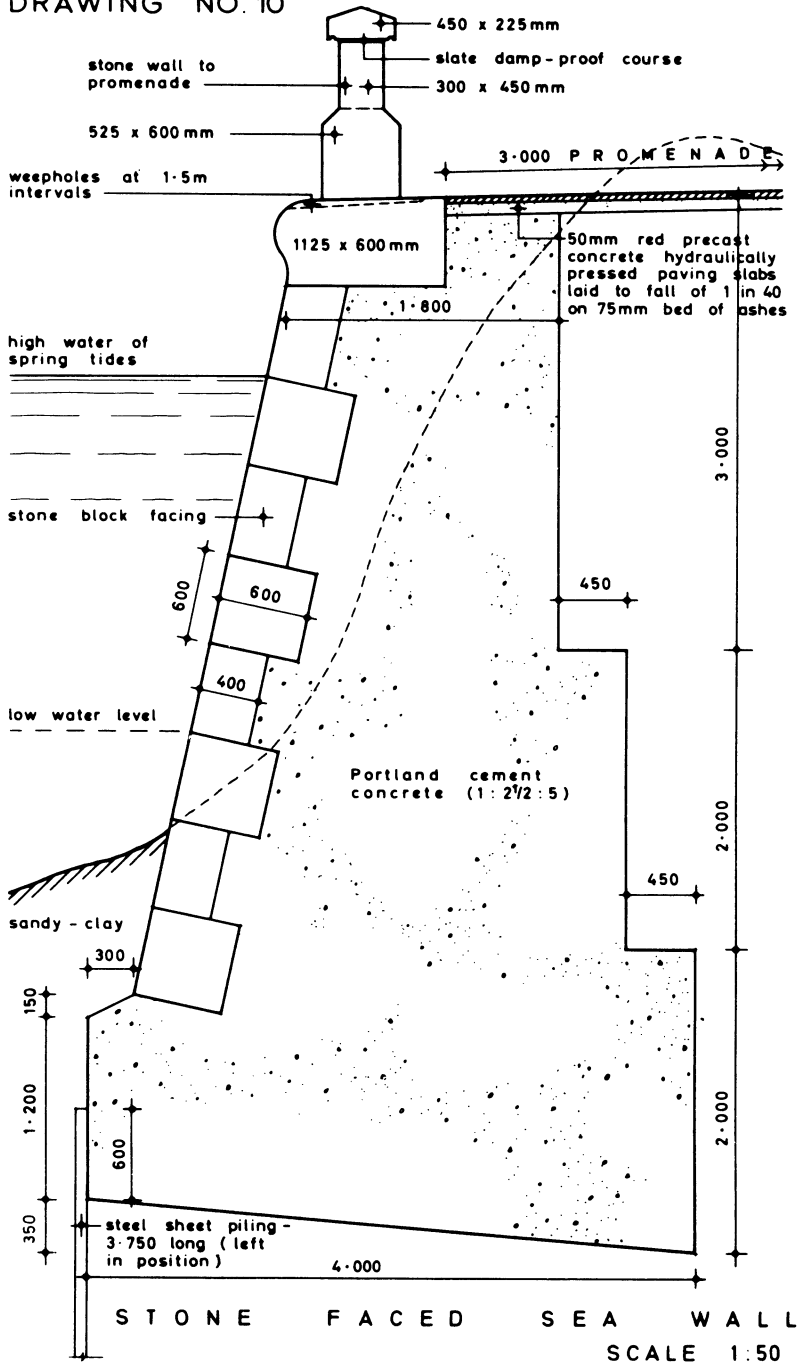 DRAWING NO. 10
450 x 225mm
slate damp-proof course
stone wall to
promenade
300 x 450mm
525 x 600mm
3·000 PROMENADE
weepholes at 1·5m
intervals
1125 x 600mm
50mm red precast
concrete hydraulically
pressed paving slabs
laid to fall of 1 in 40
on 75mm bed of ashes
1·800
high water of
spring tides
3·000
stone block facing
600
600
450
400
low water level
Portland cement
concrete (1:2½:5)
2·000
450
sandy-clay
300
150
1·200
600
2·000
350
steel sheet piling-
3·750 long (left
in position)
4·000
STONE FACED SEA WALL
SCALE 1:50